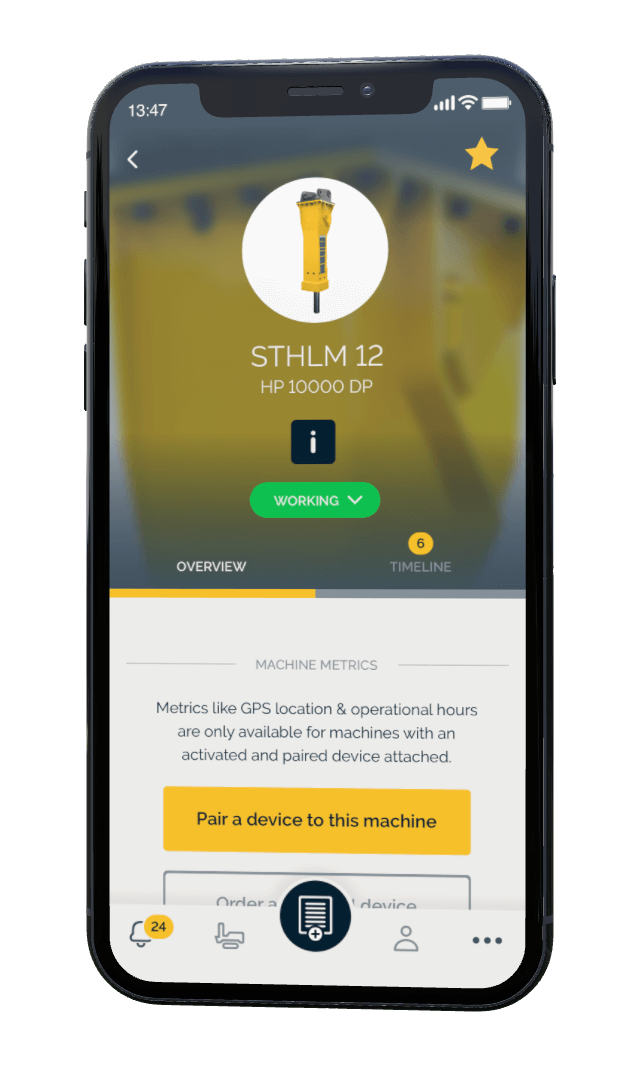 13:47
STHLM 12
HP 10000 DP
i
WORKING
6
OVERVIEW
TIMELINE
MACHINE METRICS
Metrics like GPS location & operational hours
are only available for machines with an
activated and paired device attached.
Pair a device to this machine
Order a device
24